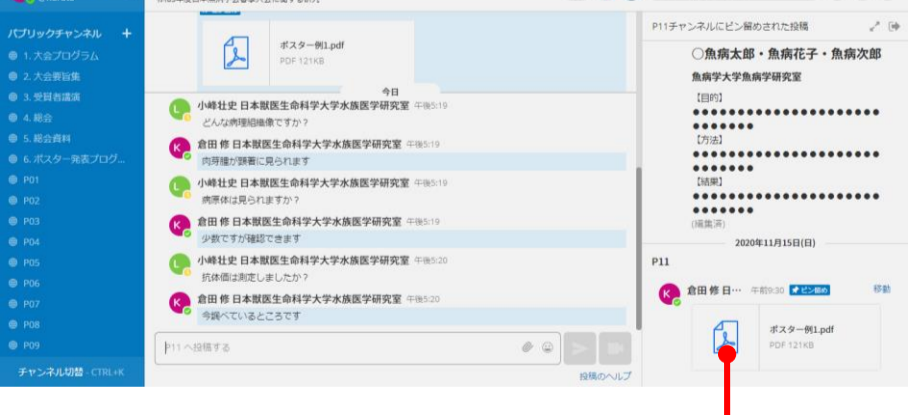 パブリックチャンネル +
1. 大会プログラム
2. 大会要旨集
3. 受賞者講演
4. 総会
5. 総会資料
6. ポスター発表プログ...
P01
P02
P03
P04
P05
P06
P07
P08
P09
チャンネル切替 - CTRL+K
ポスター例1.pdf
PDF 121KB
今日
L
小峰壮史 日本獣医生命科学大学水族医学研究室 午後5:19
どんな病理組織像ですか？
K
倉田 修 日本獣医生命科学大学水族医学研究室 午後5:19
肉芽腫が顕著に見られます
L
小峰壮史 日本獣医生命科学大学水族医学研究室 午後5:19
病原体は見られますか？
K
倉田 修 日本獣医生命科学大学水族医学研究室 午後5:19
少数ですが確認できます
L
小峰壮史 日本獣医生命科学大学水族医学研究室 午後5:20
抗体価は測定しましたか？
K
倉田 修 日本獣医生命科学大学水族医学研究室 午後5:20
今調べているところです
P11 へ投稿する
投稿のヘルプ
P11チャンネルにピン留めされた投稿
○魚病太郎・魚病花子・魚病次郎
魚病学大学魚病学研究室
【目的】
●●●●●●●●●●●●●●●●●●●●●●
●●●●●●●
【方法】
●●●●●●●●●●●●●●●●●●●●●●
●●●●●●●
【結果】
●●●●●●●●●●●●●●●●●●●●●●
●●●●●●●
(編集済)
2020年11月15日(日)
P11
K
倉田 修 日… 午前9:30 ピン留め 移動
ポスター例1.pdf
PDF 121KB